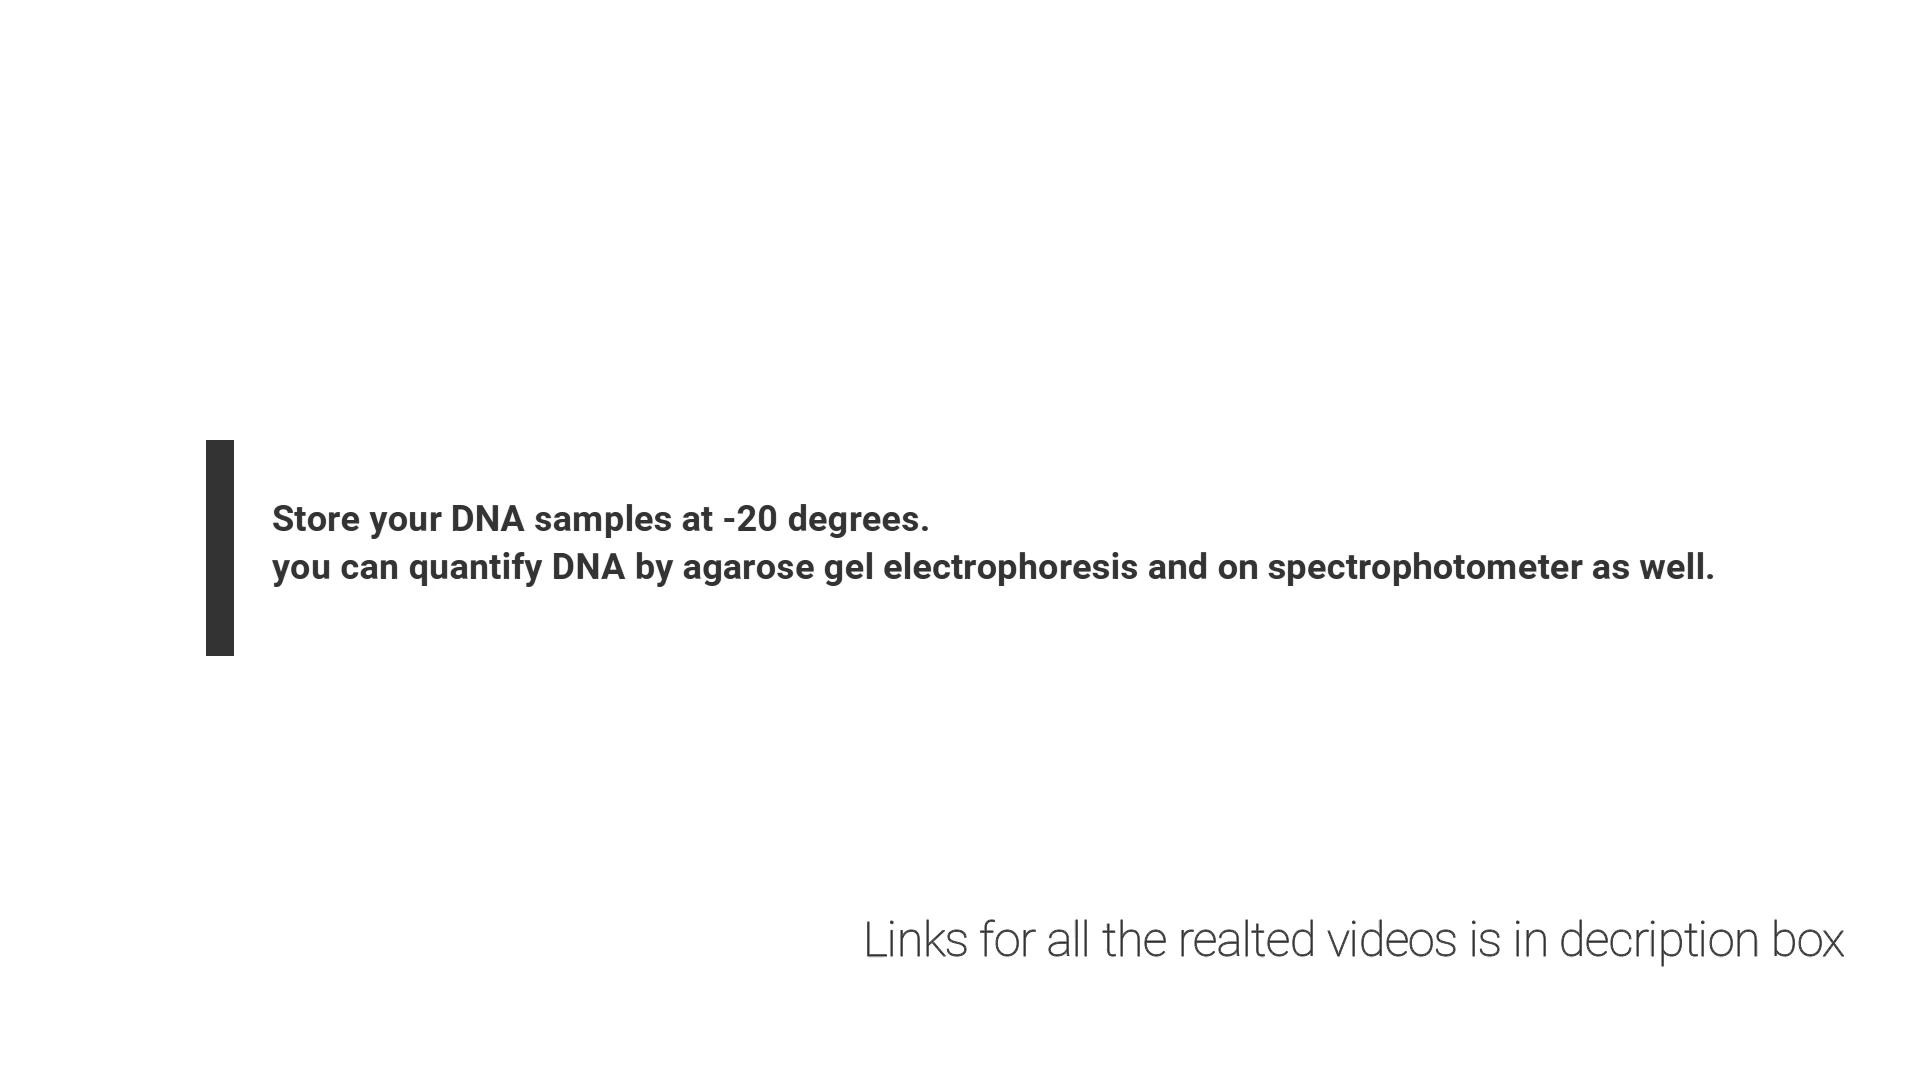 Store your DNA samples at -20 degrees.
you can quantify DNA by agarose gel electrophoresis and on spectrophotometer as well.
Links for all the realted videos is in decription box